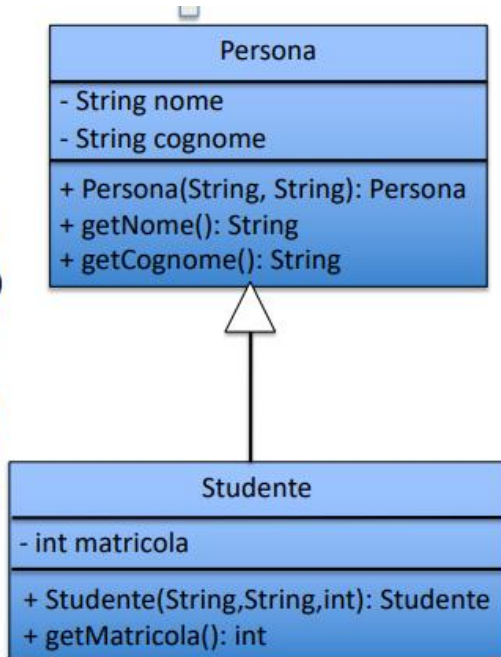 Persona
- String nome
- String cognome
+ Persona(String, String): Persona
+ getNome(): String
+ getCognome(): String
Studente
- int matricola
+ Studente(String,String,int): Studente
+ getMatricola(): int